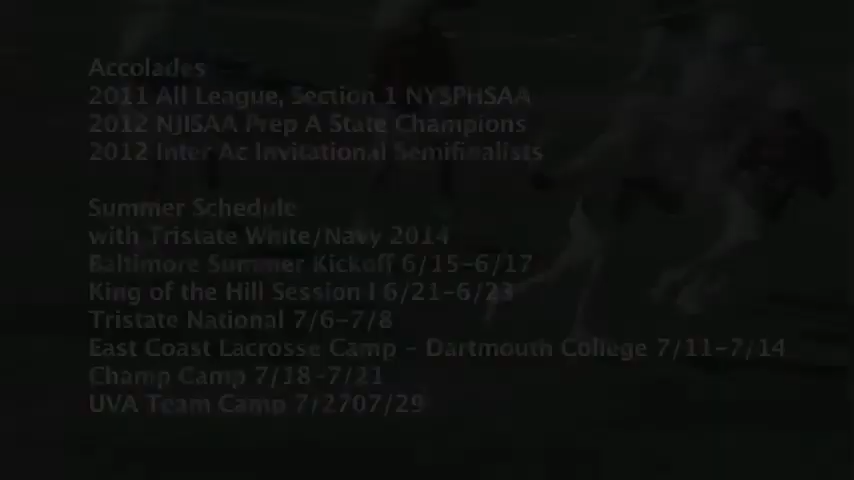 Accolades
2011 All League, Section 1 NYSPHSAA
2012 NJISAA Prep A State Champions
2012 Inter Ac Invitational Semifinalists
Summer Schedule
with Tristate White/Navy 2014
Baltimore Summer Kickoff 6/15-6/17
King of the Hill Session I 6/21-6/23
Tristate National 7/6-7/8
East Coast Lacrosse Camp - Dartmouth College 7/11-7/14
Champ Camp 7/18-7/21
UVA Team Camp 7/2707/29